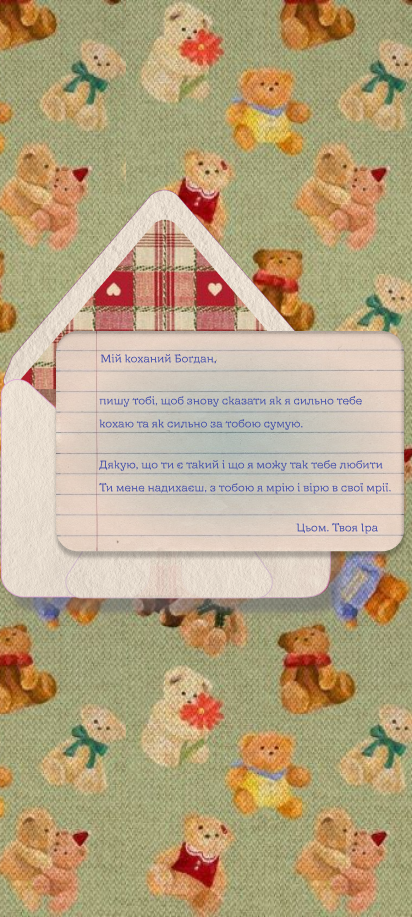 Мій коханий Богдан,
пишу тобі, щоб знову сказати як я сильно тебе
кохаю та як сильно за тобою сумую.
Дякую, що ти є такий і що я можу так тебе любити
Ти мене надихаєш, з тобою я мрію і вірю в свої мрії.
Цьом. Твоя Іра